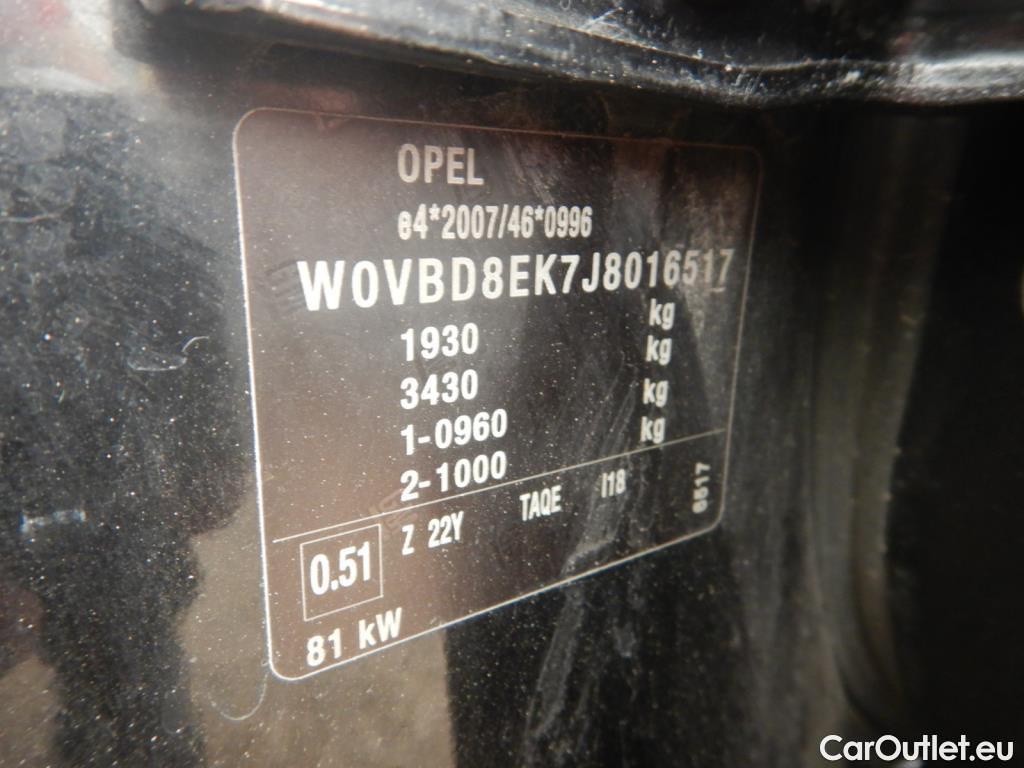 OPEL
e4*2007/46*0996
W0VBD8EK7J8016517
1930 kg
3430 kg
1-0960 kg
2-1000 kg
0.51 Z 22Y TAQE I18 6517
81 kW
CarOutlet.eu